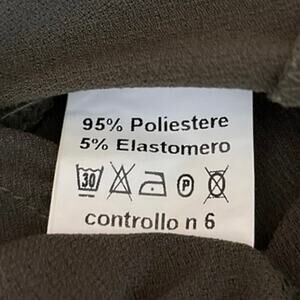 95% Poliestere
5% Elastomero
30 P
controllo n 6